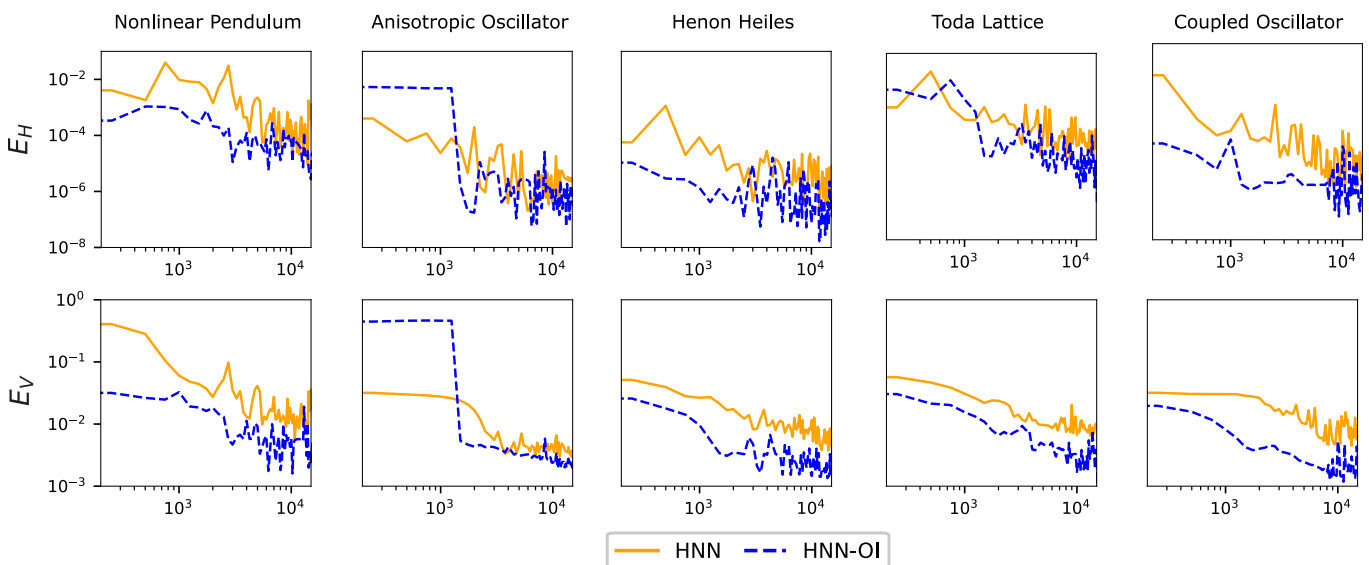 Nonlinear Pendulum Anisotropic Oscillator Henon Heiles Toda Lattice Coupled Oscillator
E_H
10^-2
10^-4
10^-6
10^-8
10^3 10^4 10^3 10^4 10^3 10^4 10^3 10^4 10^3 10^4
E_V
10^0
10^-1
10^-2
10^-3
10^3 10^4 10^3 10^4 10^3 10^4 10^3 10^4 10^3 10^4
HNN HNN-OI